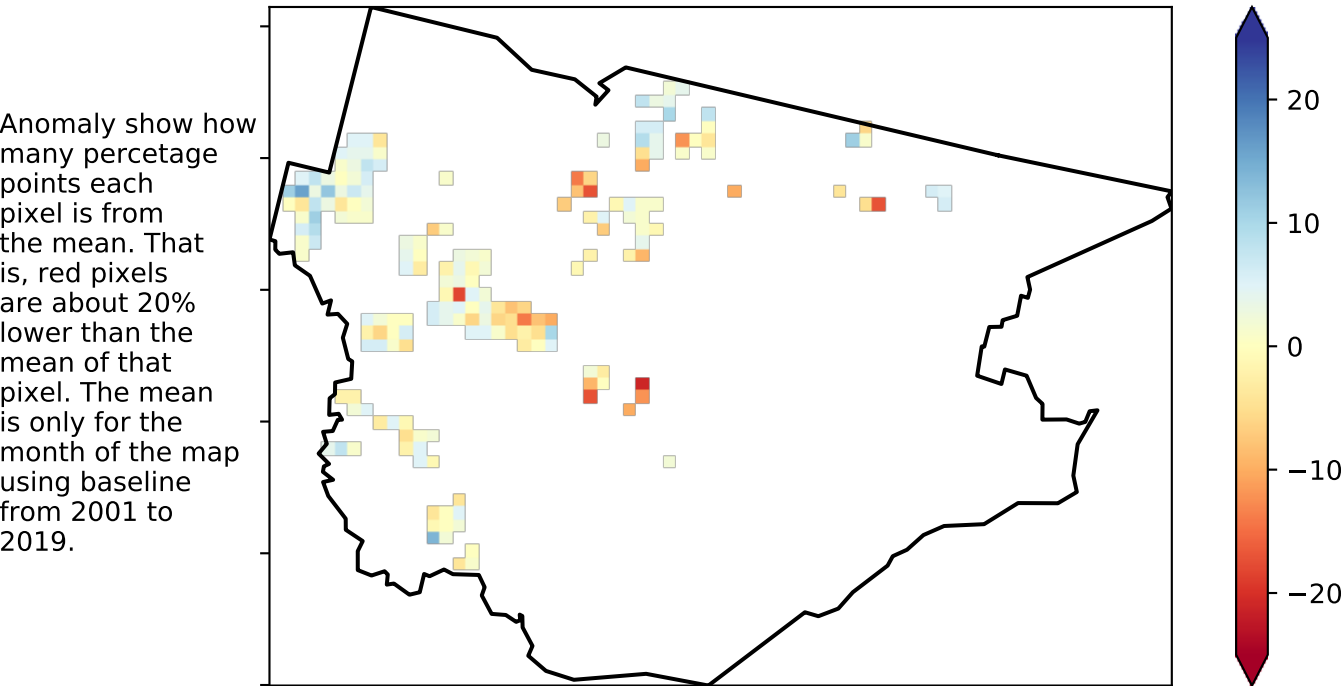 Anomaly show how
many percetage
points each
pixel is from
the mean. That
is, red pixels
are about 20%
lower than the
mean of that
pixel. The mean
is only for the
month of the map
using baseline
from 2001 to
2019.
20
10
0
−10
−20